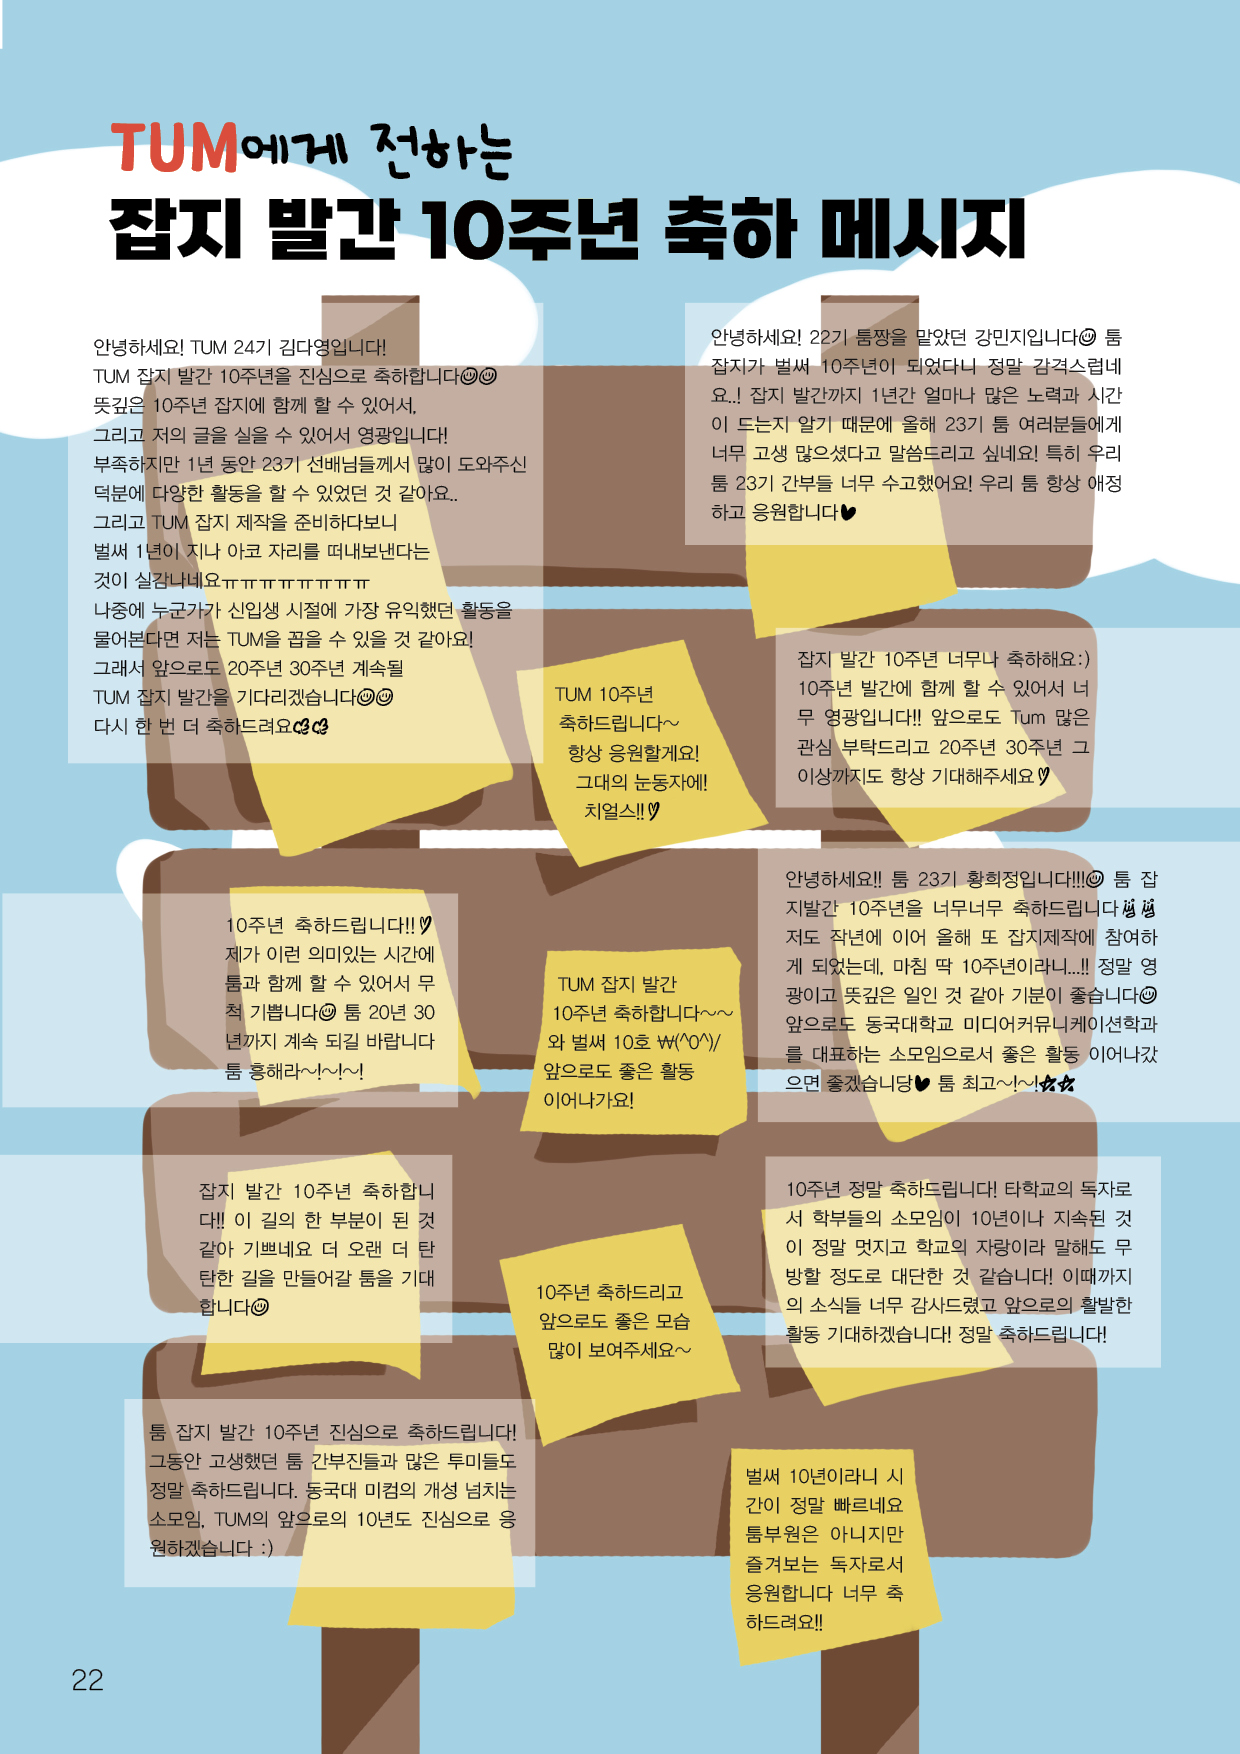 TUM에게 전하는
잡지 발간 10주년 축하 메시지
안녕하세요! TUM 24기 김다영입니다!
TUM 잡지 발간 10주년을 진심으로 축하합니다
뜻깊은 10주년 잡지에 함께 할 수 있어서,
그리고 저의 글을 실을 수 있어서 영광입니다!
부족하지만 1년 동안 23기 선배님들께서 많이 도와주신
덕분에 다양한 활동을 할 수 있었던 것 같아요..
그리고 TUM 잡지 제작을 준비하다보니
벌써 1년이 지나 아코 자리를 떠내보낸다는
것이 실감나네요ㅠㅠㅠㅠㅠㅠㅠㅠ
나중에 누군가가 신입생 시절에 가장 유익했던 활동을
물어본다면 저는 TUM을 꼽을 수 있을 것 같아요!
그래서 앞으로도 20주년 30주년 계속될
TUM 잡지 발간을 기다리겠습니다
다시 한 번 더 축하드려요
안녕하세요! 22기 툼짱을 맡았던 강민지입니다 툼
잡지가 벌써 10주년이 되었다니 정말 감격스럽네
요..! 잡지 발간까지 1년간 얼마나 많은 노력과 시간
이 드는지 알기 때문에 올해 23기 툼 여러분들에게
너무 고생 많으셨다고 말씀드리고 싶네요! 특히 우리
툼 23기 간부들 너무 수고했어요! 우리 툼 항상 애정
하고 응원합니다♥
TUM 10주년
축하드립니다~
항상 응원할게요!
그대의 눈동자에!
치얼스!!♡
잡지 발간 10주년 너무나 축하해요:)
10주년 발간에 함께 할 수 있어서 너
무 영광입니다!! 앞으로도 Tum 많은
관심 부탁드리고 20주년 30주년 그
이상까지도 항상 기대해주세요♡
10주년 축하드립니다!!♡
제가 이런 의미있는 시간에
툼과 함께 할 수 있어서 무
척 기쁩니다 툼 20년 30
년까지 계속 되길 바랍니다
툼 흥해라~!~!~!
TUM 잡지 발간
10주년 축하합니다~~
와 벌써 10호 ₩(^0^)/
앞으로도 좋은 활동
이어나가요!
안녕하세요!! 툼 23기 황희정입니다!!! 툼 잡
지발간 10주년을 너무너무 축하드립니다
저도 작년에 이어 올해 또 잡지제작에 참여하
게 되었는데, 마침 딱 10주년이라니...!! 정말 영
광이고 뜻깊은 일인 것 같아 기분이 좋습니다
앞으로도 동국대학교 미디어커뮤니케이션학과
를 대표하는 소모임으로서 좋은 활동 이어나갔
으면 좋겠습니당♥ 툼 최고~!~!☆☆
잡지 발간 10주년 축하합니
다!! 이 길의 한 부분이 된 것
같아 기쁘네요 더 오랜 더 탄
탄한 길을 만들어갈 툼을 기대
합니다
10주년 축하드리고
앞으로도 좋은 모습
많이 보여주세요~
10주년 정말 축하드립니다! 타학교의 독자로
서 학부들의 소모임이 10년이나 지속된 것
이 정말 멋지고 학교의 자랑이라 말해도 무
방할 정도로 대단한 것 같습니다! 이때까지
의 소식들 너무 감사드렸고 앞으로의 활발한
활동 기대하겠습니다! 정말 축하드립니다!
툼 잡지 발간 10주년 진심으로 축하드립니다!
그동안 고생했던 툼 간부진들과 많은 투미들도
정말 축하드립니다. 동국대 미컴의 개성 넘치는
소모임, TUM의 앞으로의 10년도 진심으로 응
원하겠습니다 :)
벌써 10년이라니 시
간이 정말 빠르네요
툼부원은 아니지만
즐겨보는 독자로서
응원합니다 너무 축
하드려요!!
22